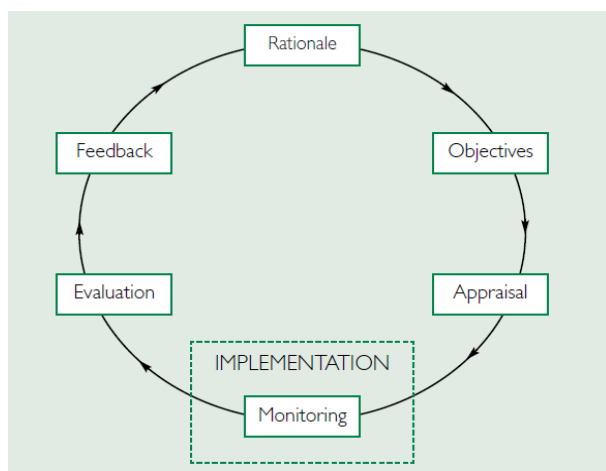 Rationale
Feedback
Objectives
Evaluation
Appraisal
IMPLEMENTATION
Monitoring